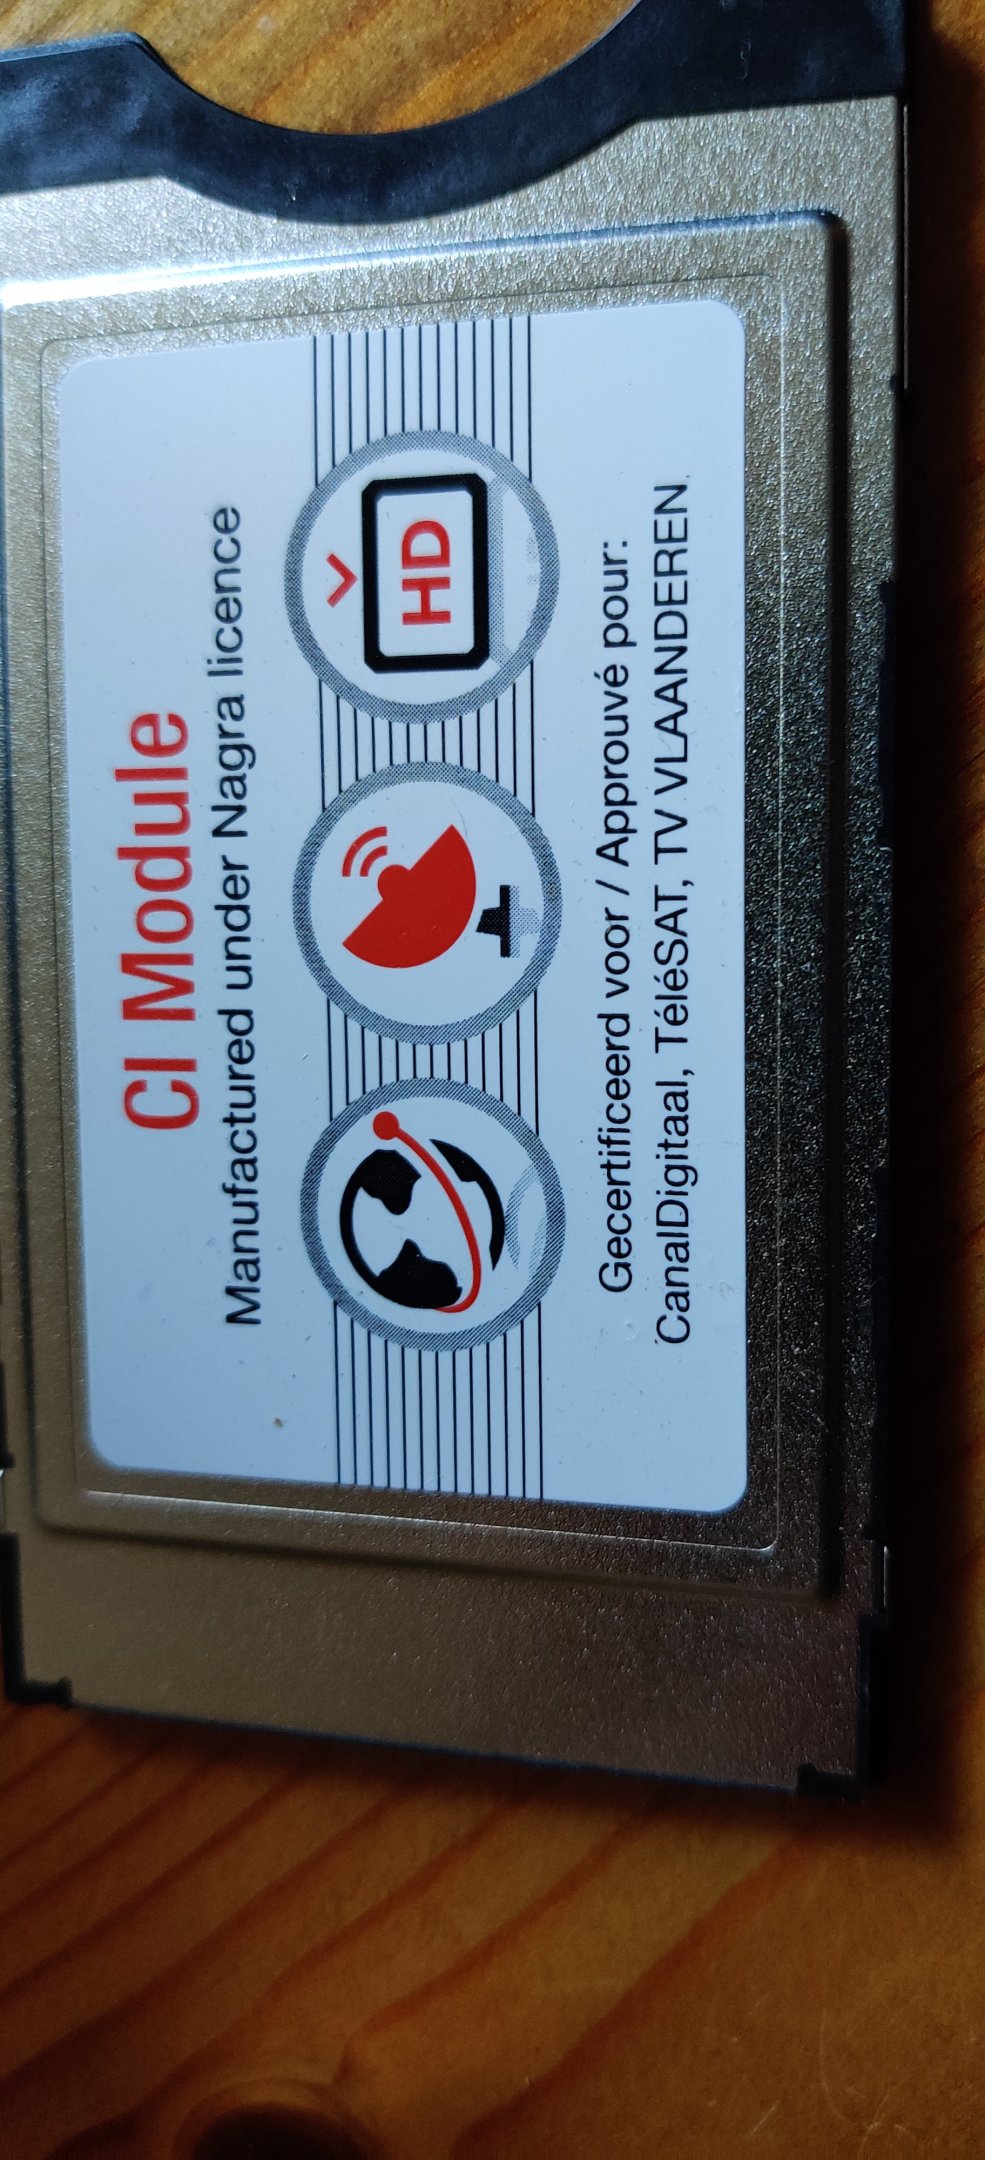 CI Module
Manufactured under Nagra licence
HD
Gecertificeerd voor / Approuvé pour:
CanalDigitaal, TéléSAT, TV VLAANDEREN